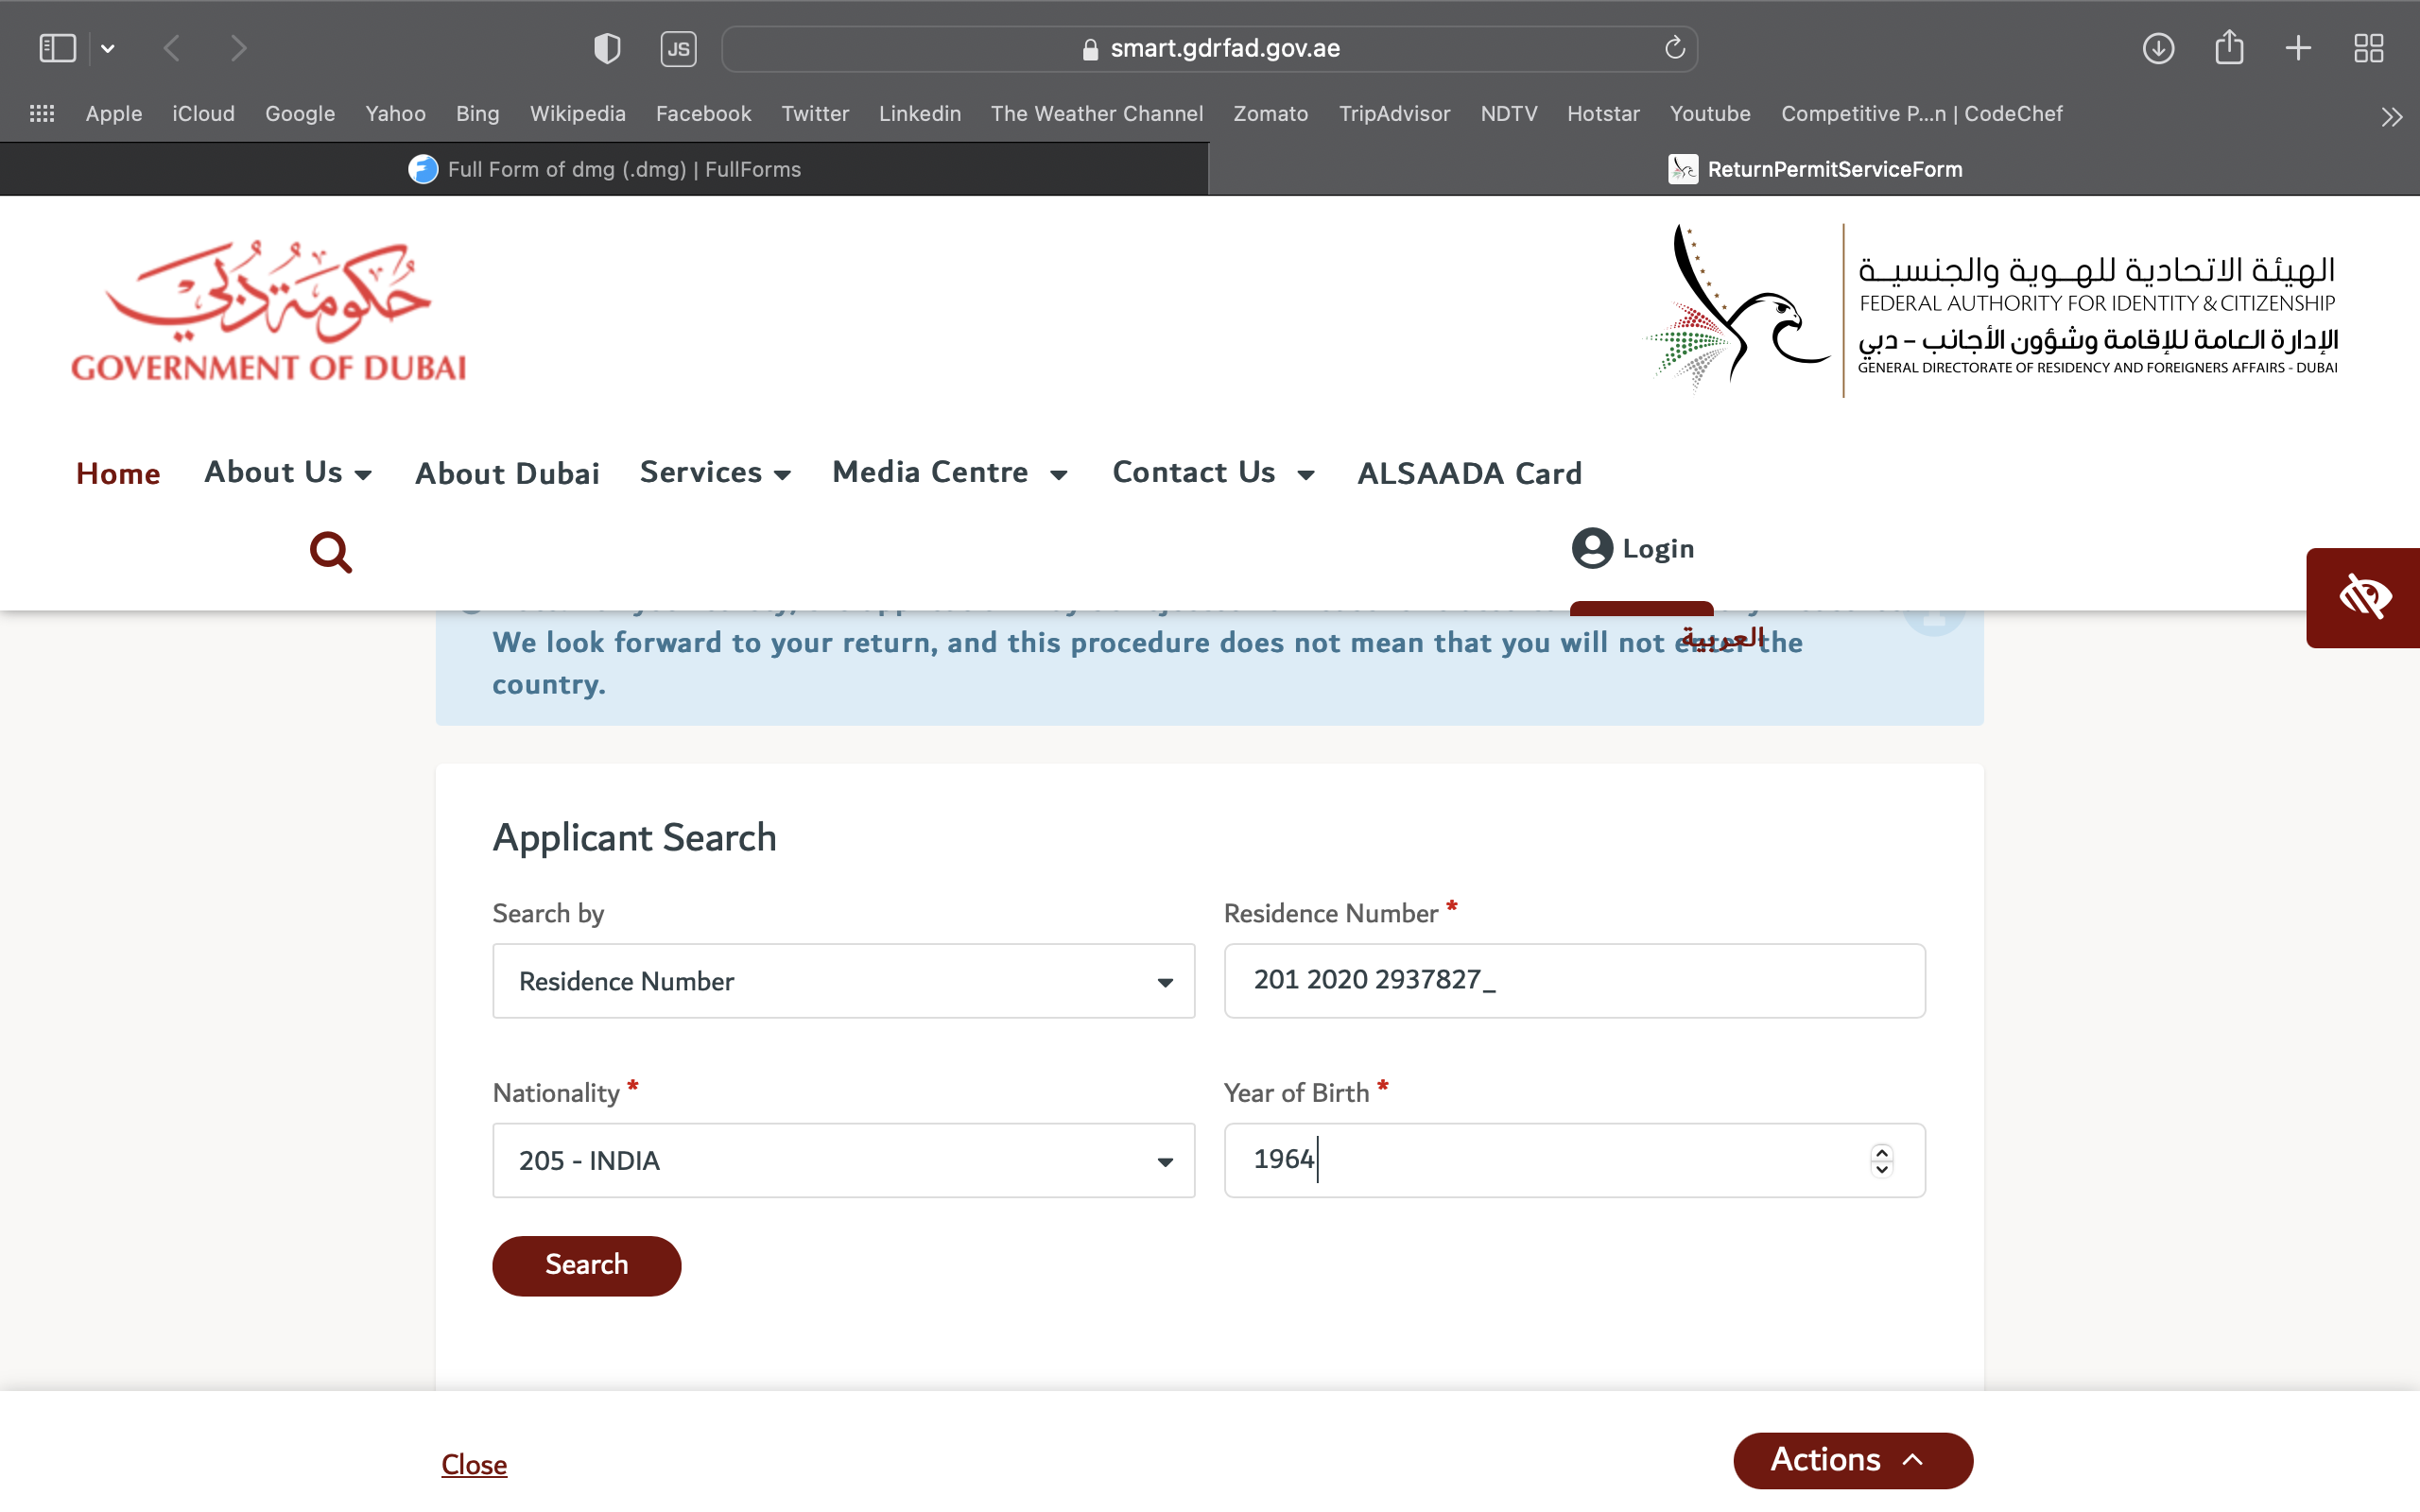 JS
smart.gdrfad.gov.ae
Apple iCloud Google Yahoo Bing Wikipedia Facebook Twitter Linkedin The Weather Channel Zomato TripAdvisor NDTV Hotstar Youtube Competitive P...n | CodeChef
Full Form of dmg (.dmg) | FullForms
ReturnPermitServiceForm
حكومة دبي
GOVERNMENT OF DUBAI
الهيئة الاتحادية للهوية والجنسية
FEDERAL AUTHORITY FOR IDENTITY & CITIZENSHIP
الإدارة العامة للإقامة وشؤون الأجانب - دبي
GENERAL DIRECTORATE OF RESIDENCY AND FOREIGNERS AFFAIRS - DUBAI
Home About Us About Dubai Services Media Centre Contact Us ALSAADA Card
Login
العربية
We look forward to your return, and this procedure does not mean that you will not enter the
country.
Applicant Search
Search by
Residence Number
Residence Number *
201 2020 2937827_
Nationality *
205 - INDIA
Year of Birth *
1964
Search
Close
Actions